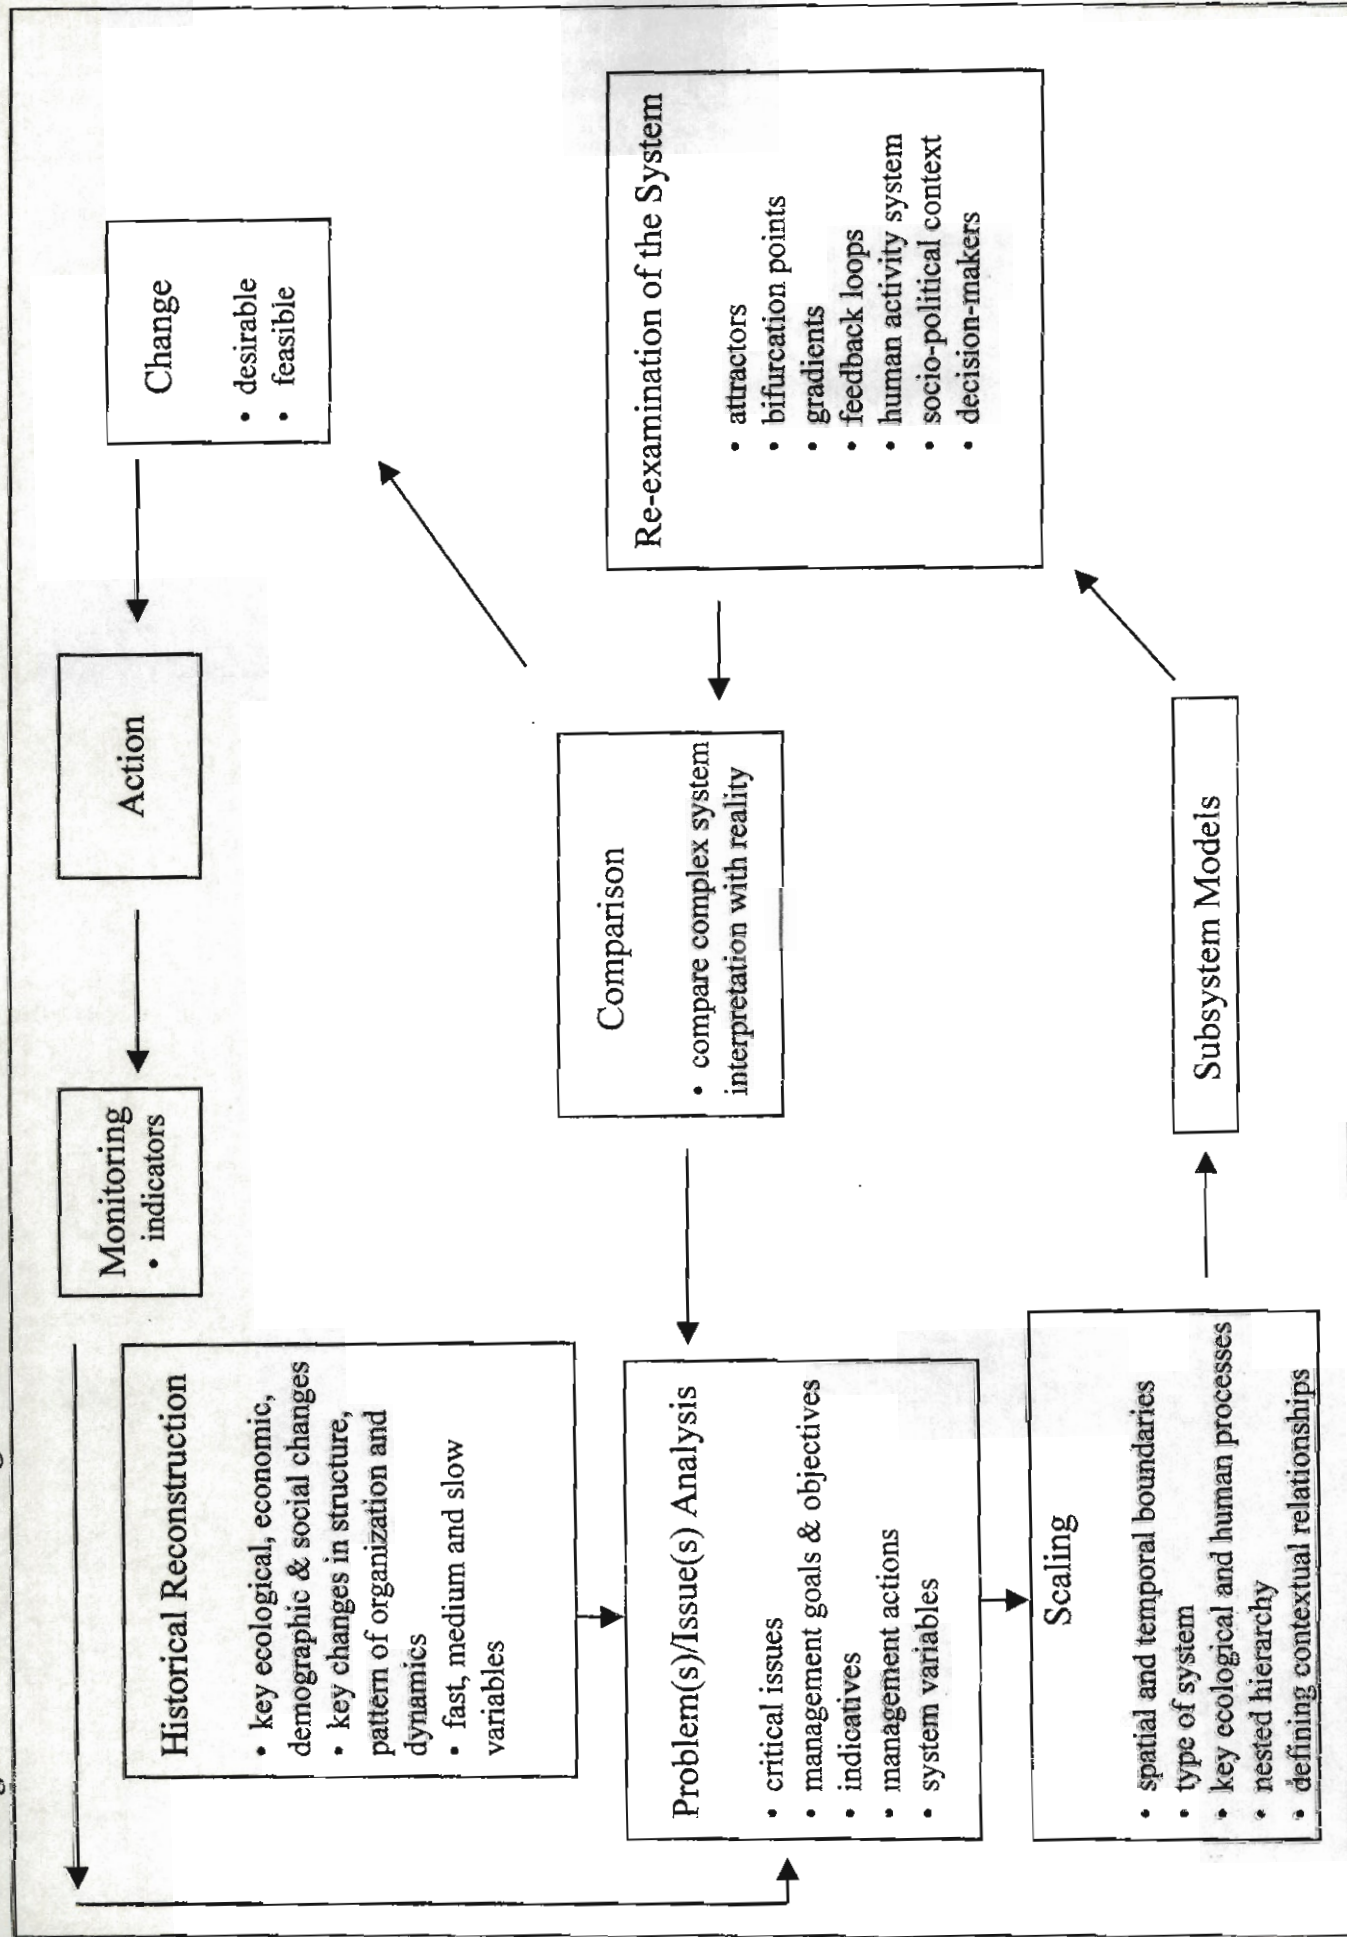 Historical Reconstruction
• key ecological, economic,
demographic & social changes
• key changes in structure,
pattern of organization and
dynamics
• fast, medium and slow
variables
Monitoring
• indicators
Action
Change
• desirable
• feasible
Problem(s)/Issue(s) Analysis
• critical issues
• management goals & objectives
• indicatives
• management actions
• system variables
Comparison
• compare complex system
interpretation with reality
Re-examination of the System
• attractors
• bifurcation points
• gradients
• feedback loops
• human activity system
• socio-political context
• decision-makers
Scaling
• spatial and temporal boundaries
• type of system
• key ecological and human processes
• nested hierarchy
• defining contextual relationships
Subsystem Models